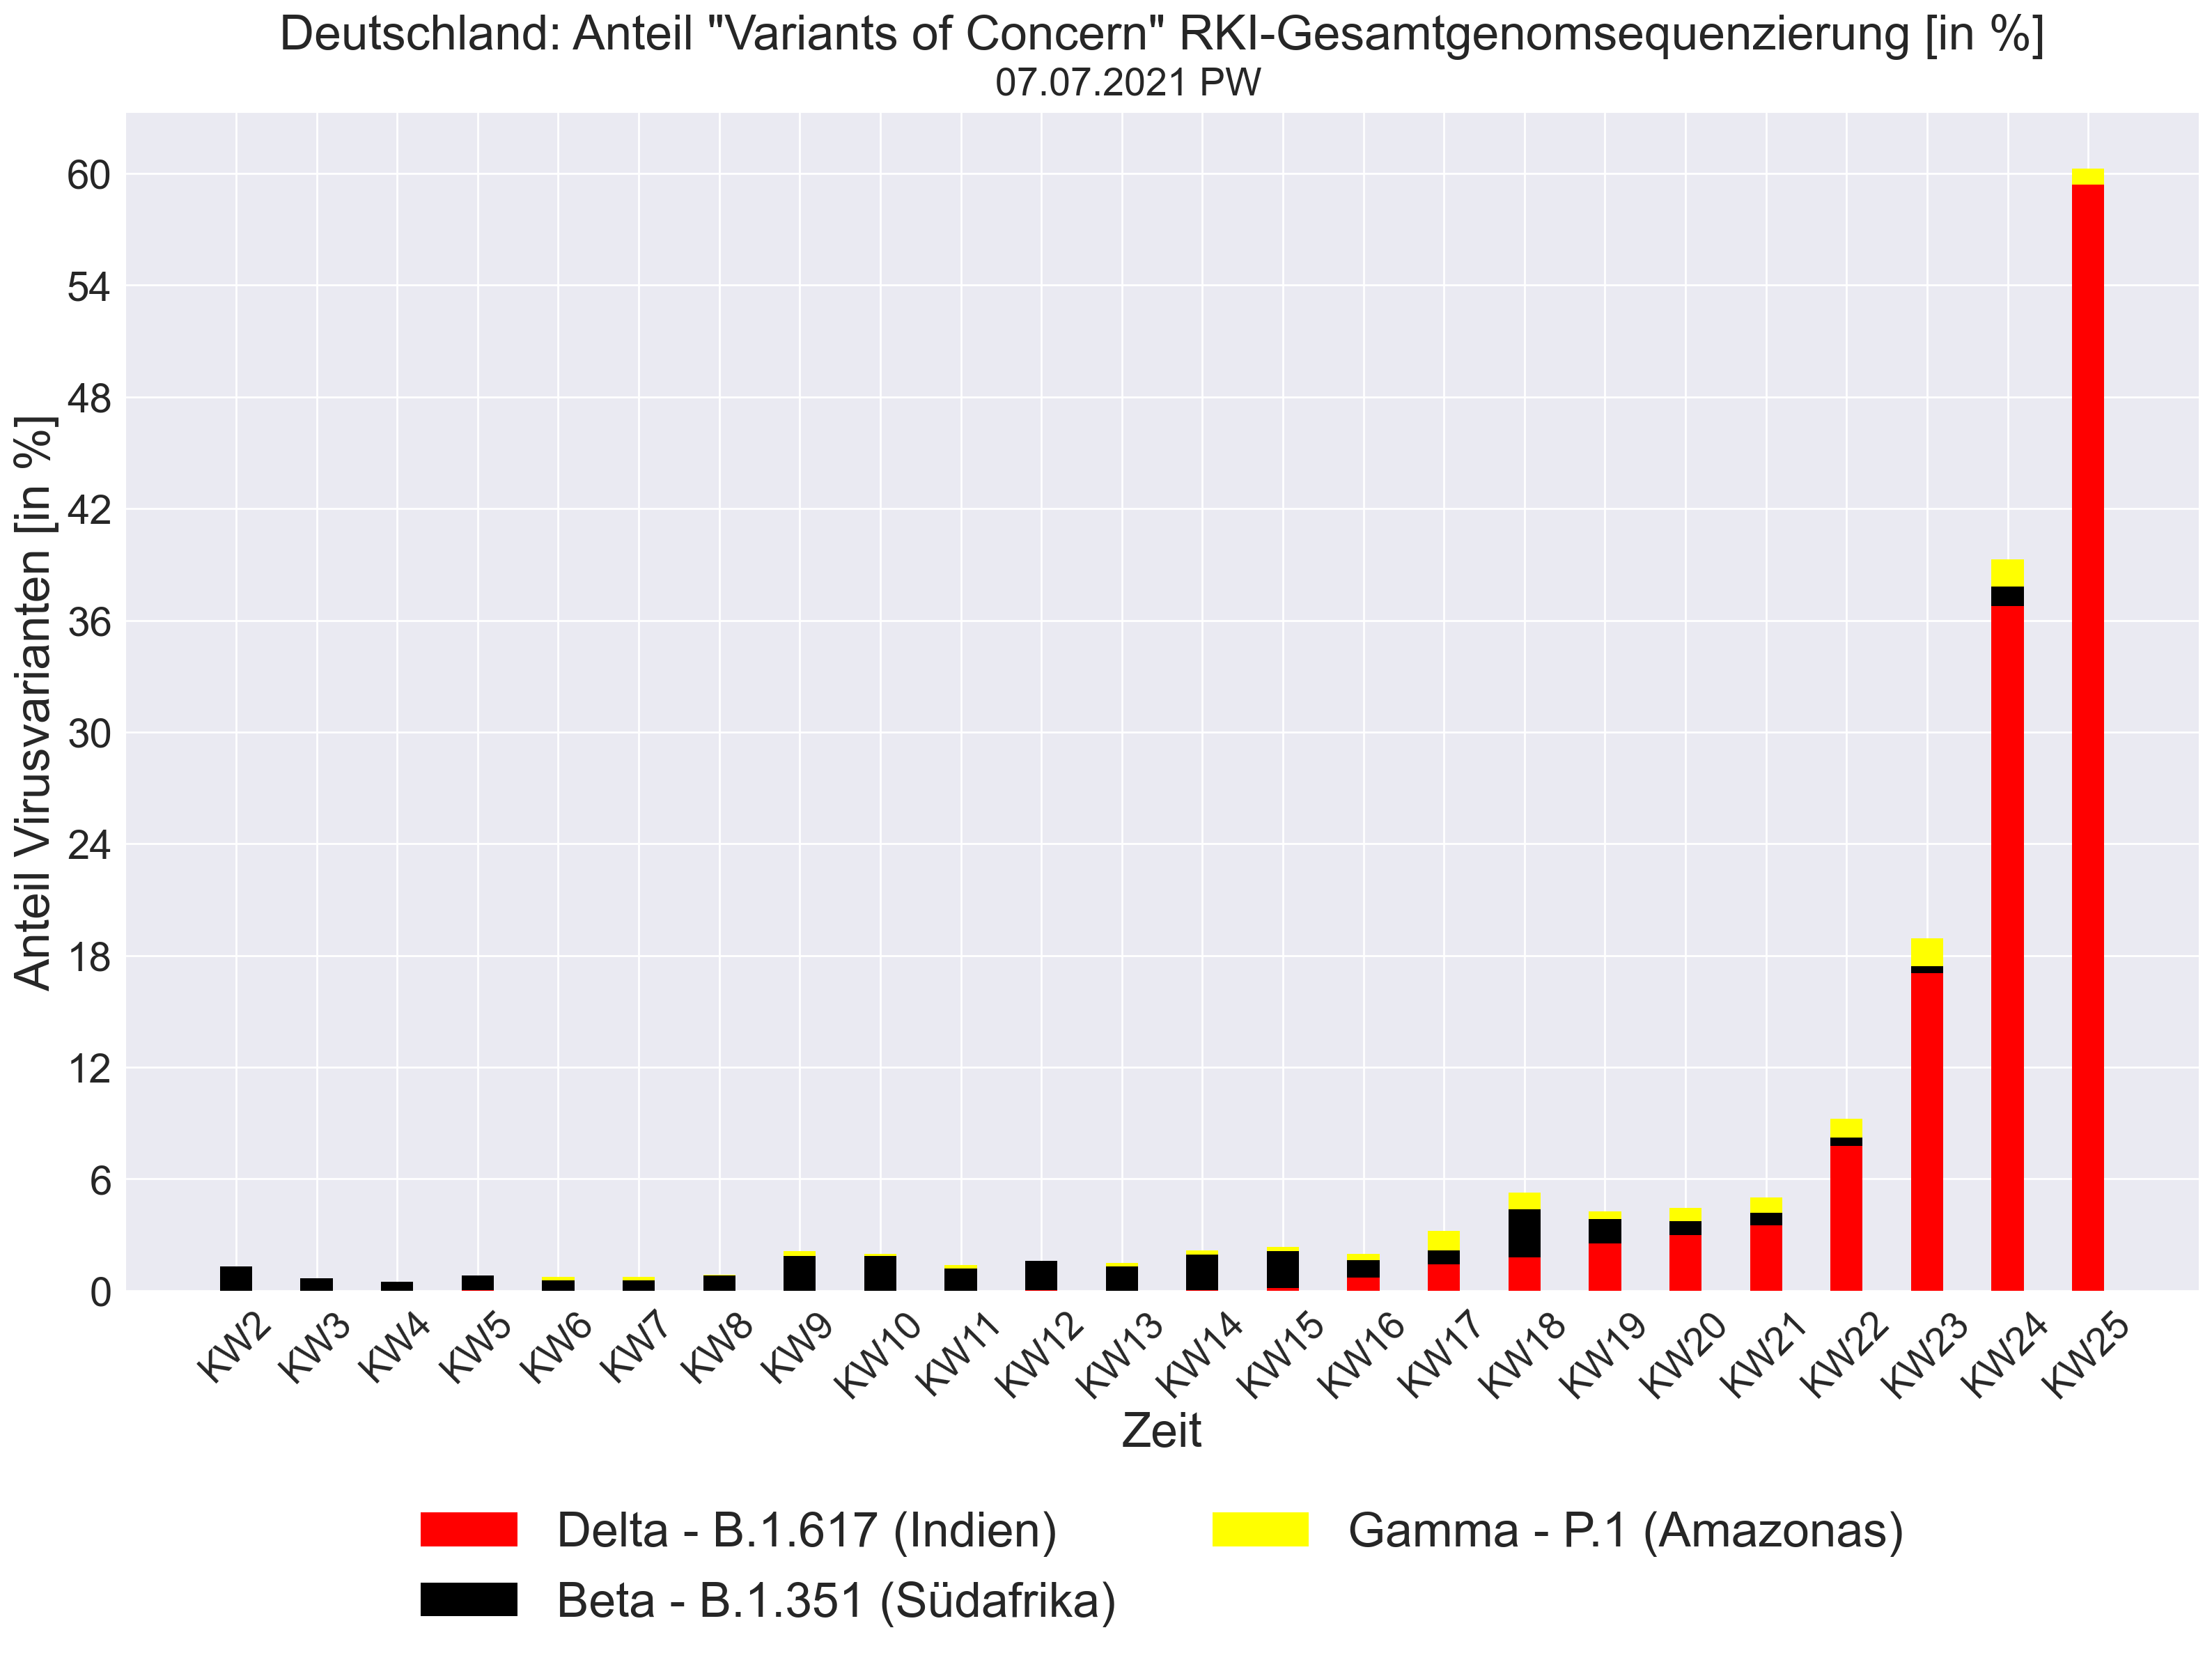 Deutschland: Anteil "Variants of Concern" RKI-Gesamtgenomsequenzierung [in %]
07.07.2021 PW
Anteil Virusvarianten [in %]
60
54
48
42
36
30
24
18
12
6
0
KW2 KW3 KW4 KW5 KW6 KW7 KW8 KW9 KW10 KW11 KW12 KW13 KW14 KW15 KW16 KW17 KW18 KW19 KW20 KW21 KW22 KW23 KW24 KW25
Zeit
Delta - B.1.617 (Indien)
Beta - B.1.351 (Südafrika)
Gamma - P.1 (Amazonas)